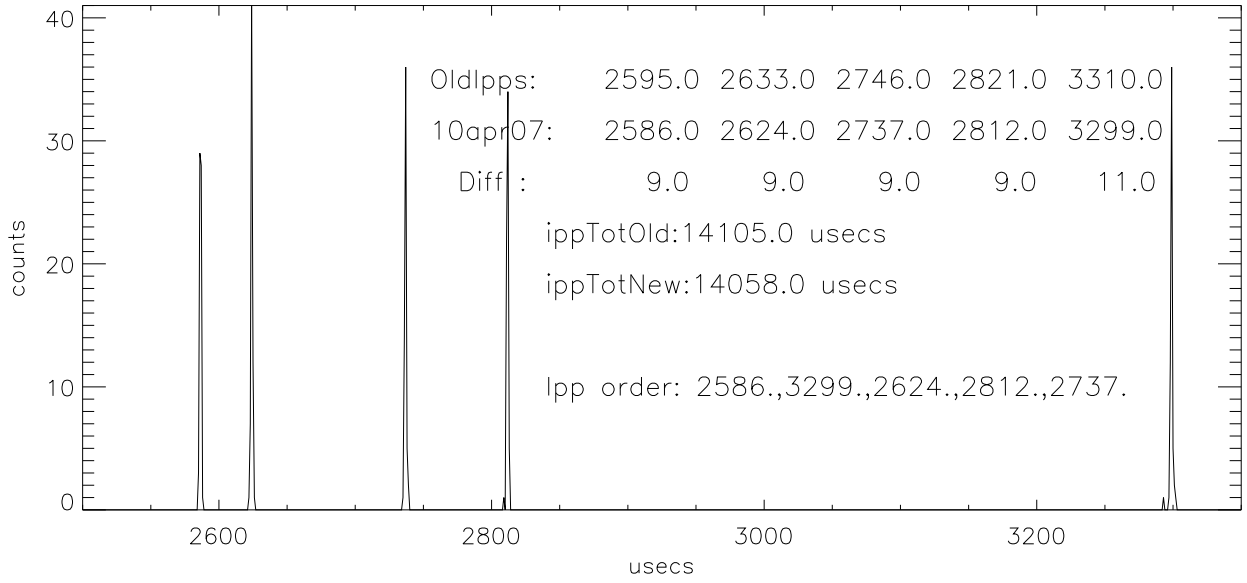 40
OldIpps: 2595.0 2633.0 2746.0 2821.0 3310.0
10apr07: 2586.0 2624.0 2737.0 2812.0 3299.0
30
Diff : 9.0 9.0 9.0 9.0 11.0
ippTotOld:14105.0 usecs
counts
20
ippTotNew:14058.0 usecs
10
Ipp order: 2586.,3299.,2624.,2812.,2737.
0
2600 2800 3000 3200
usecs